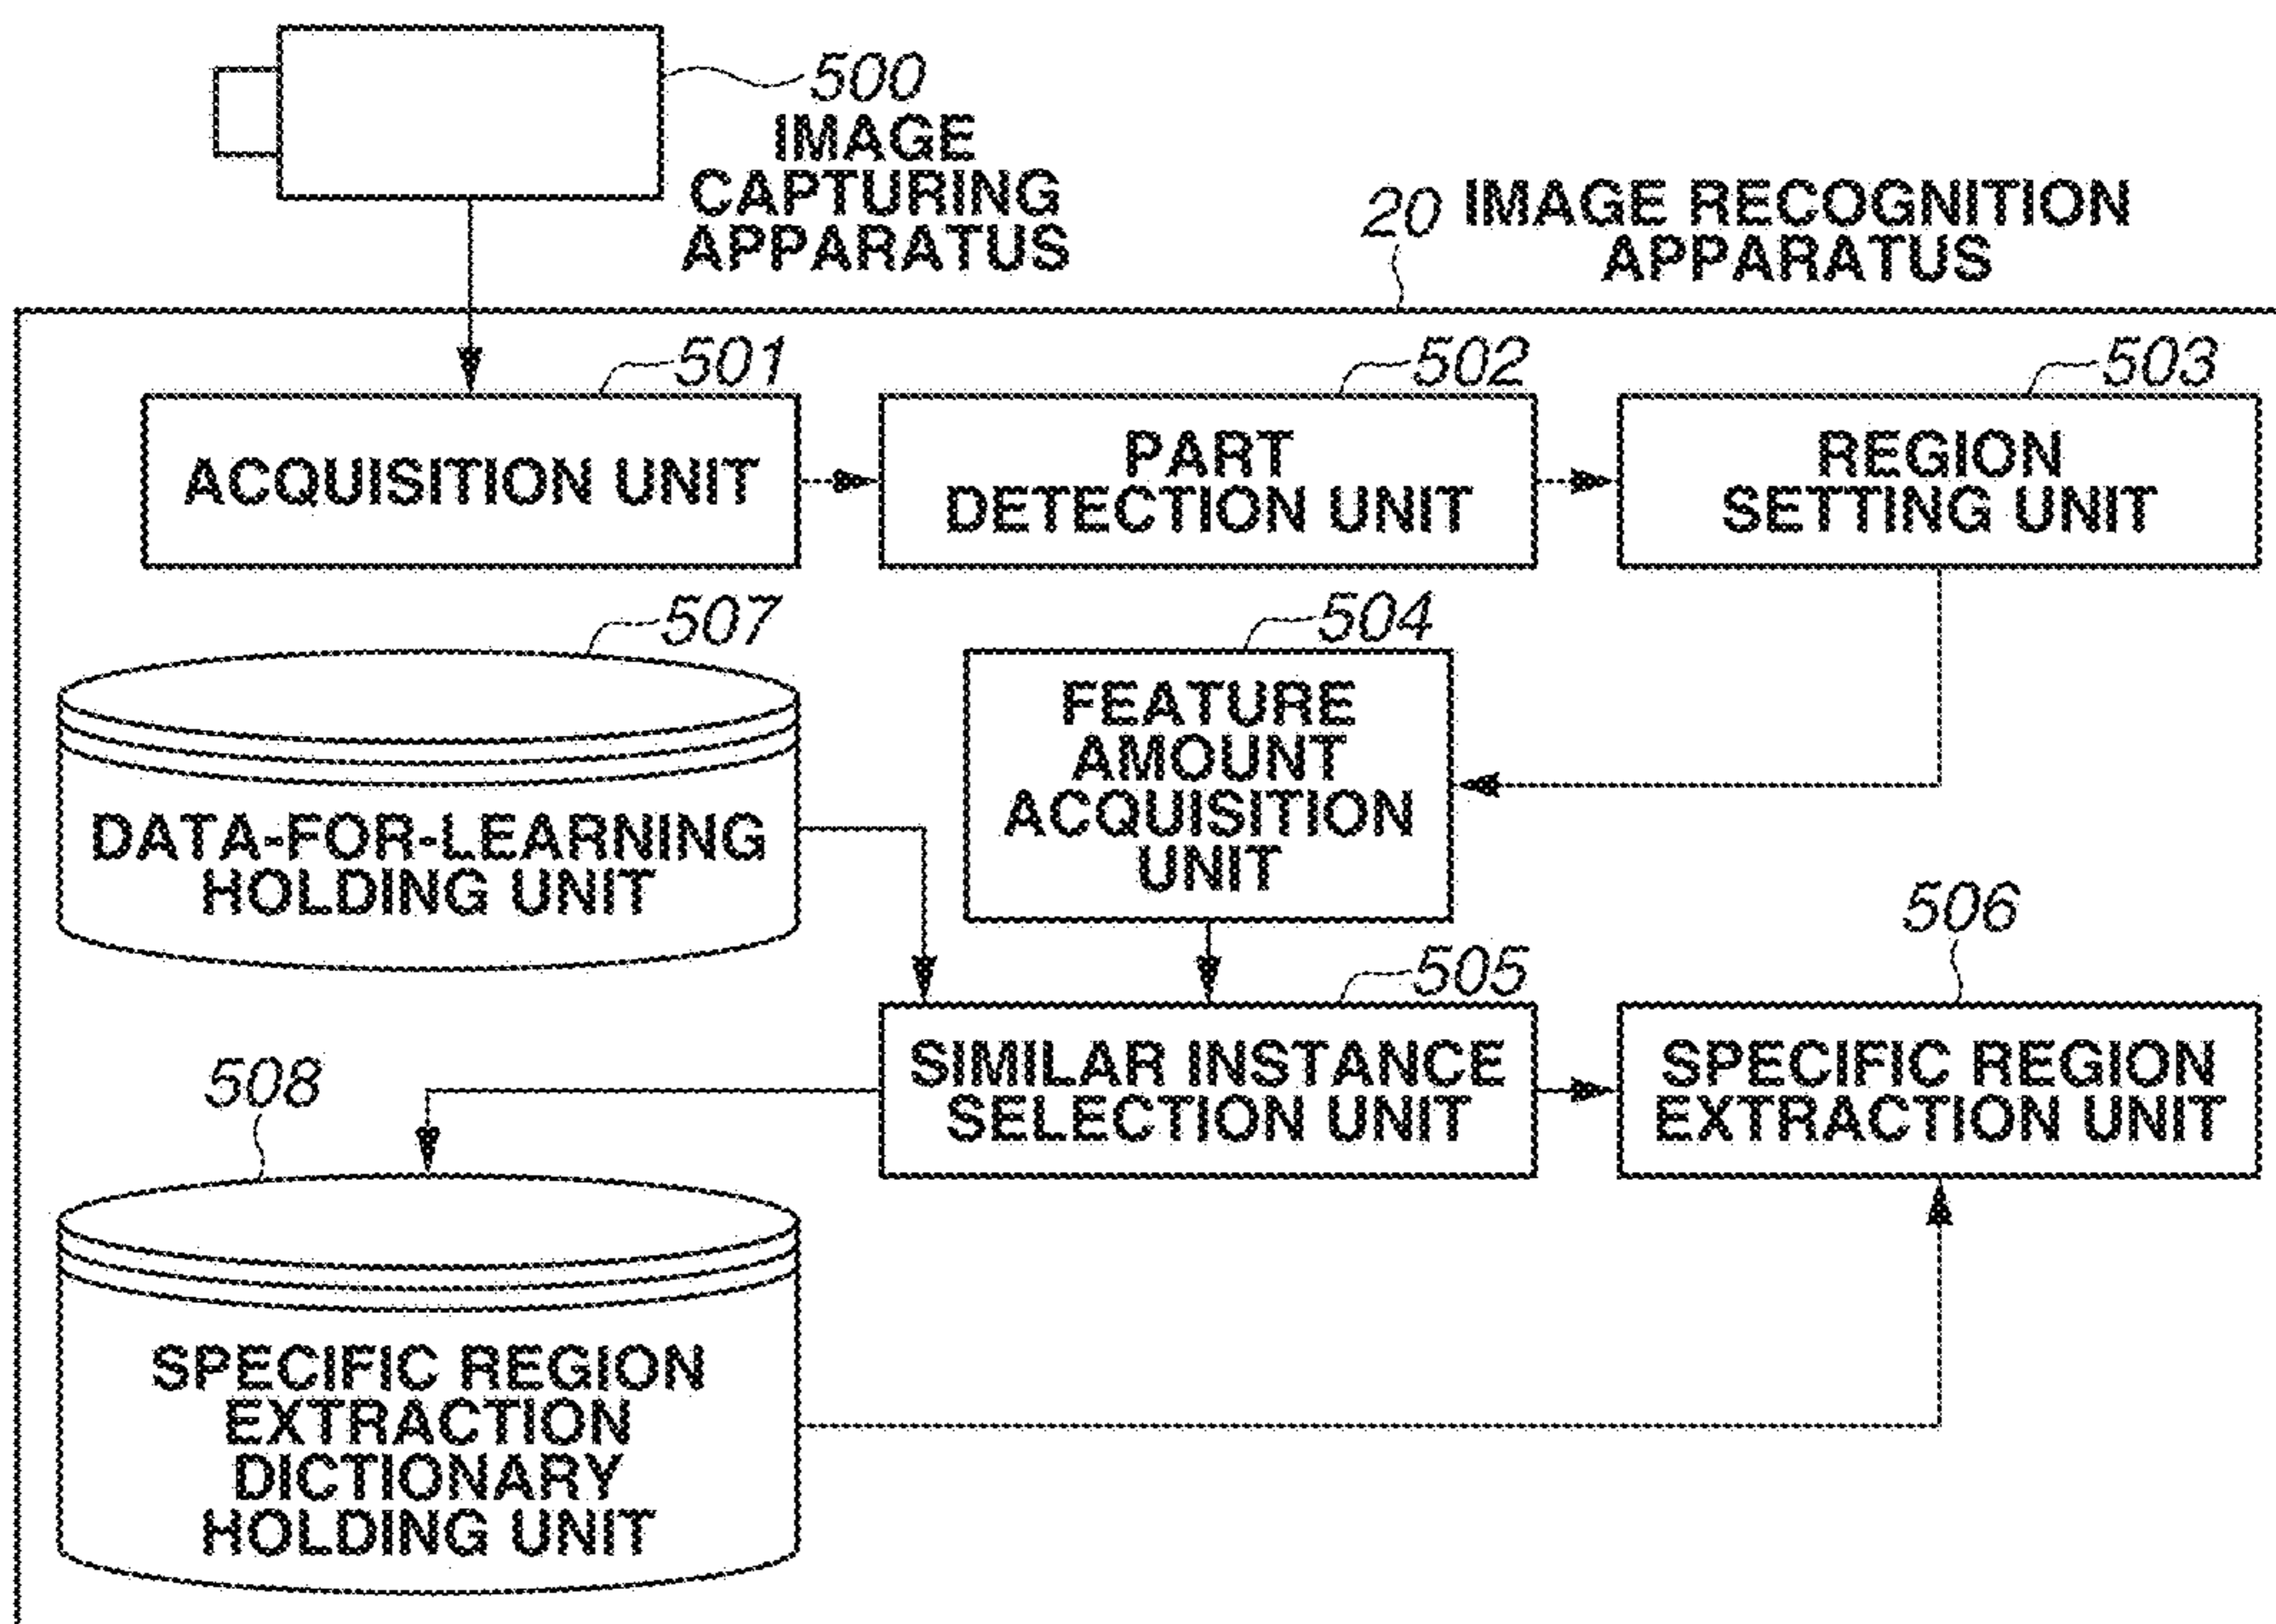 500
IMAGE
CAPTURING
APPARATUS
20 IMAGE RECOGNITION
APPARATUS
501
ACQUISITION UNIT
502
PART
DETECTION UNIT
503
REGION
SETTING UNIT
507
DATA-FOR-LEARNING
HOLDING UNIT
504
FEATURE
AMOUNT
ACQUISITION
UNIT
505
SIMILAR INSTANCE
SELECTION UNIT
506
SPECIFIC REGION
EXTRACTION UNIT
508
SPECIFIC REGION
EXTRACTION
DICTIONARY
HOLDING UNIT